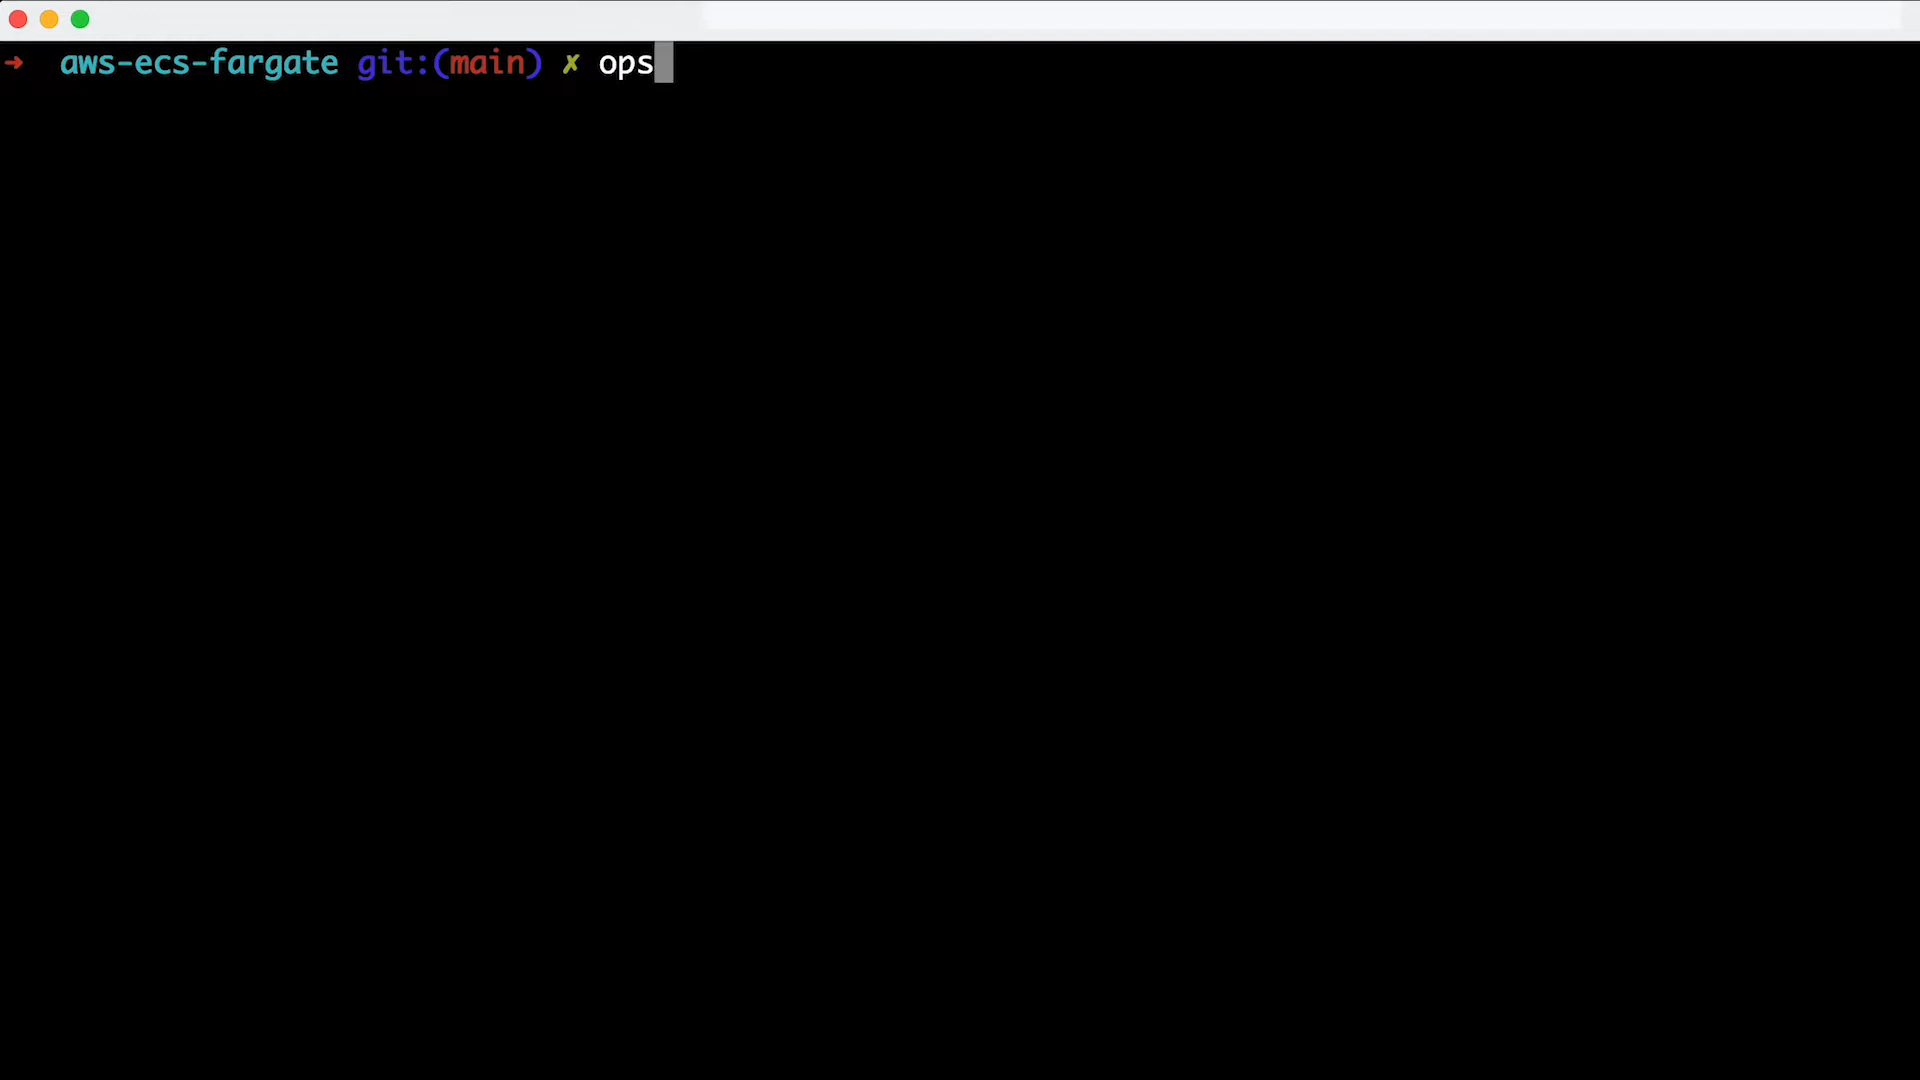 ➜ aws-ecs-fargate git:(main) ✗ ops